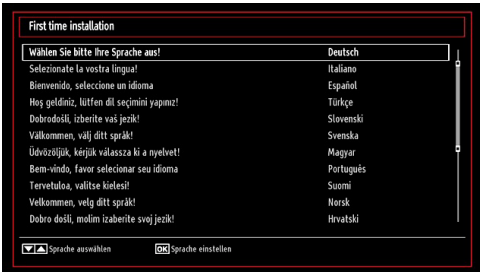 First time installation
Wählen Sie bitte Ihre Sprache aus! Deutsch
Selezionate la vostra lingua! Italiano
Bienvenido, seleccione un idioma Español
Hoş geldiniz, lütfen dil seçimini yapınız! Türkçe
Dobrodošli, izberite vaš jezik! Slovenski
Välkommen, välj ditt språk! Svenska
Üdvözöljük, kérjük válassza ki a nyelvet! Magyar
Bem-vindo, favor selecionar seu idioma Português
Tervetuloa, valitse kielesi! Suomi
Velkommen, velg ditt språk! Norsk
Dobro došli, molim izaberite svoj jezik! Hrvatski
Sprache auswählen OK Sprache einstellen